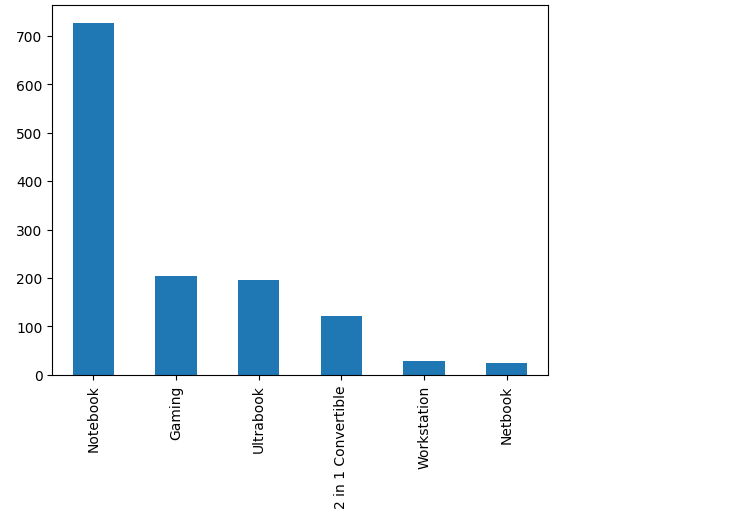 700
600
500
400
300
200
100
0
Notebook
Gaming
Ultrabook
2 in 1 Convertible
Workstation
Netbook